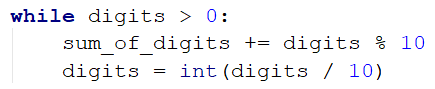 while digits > 0:
    sum_of_digits += digits % 10
    digits = int(digits / 10)